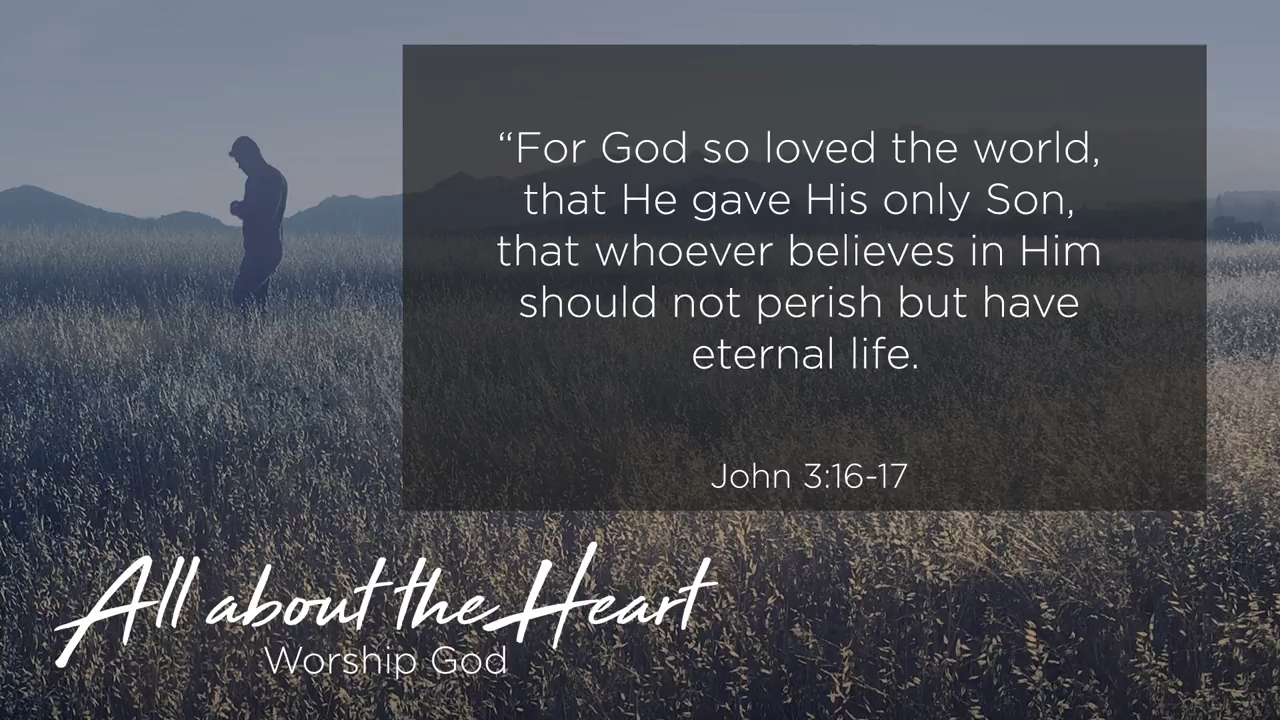 “For God so loved the world,
that He gave His only Son,
that whoever believes in Him
should not perish but have
eternal life.
John 3:16-17
All about the Heart
Worship God